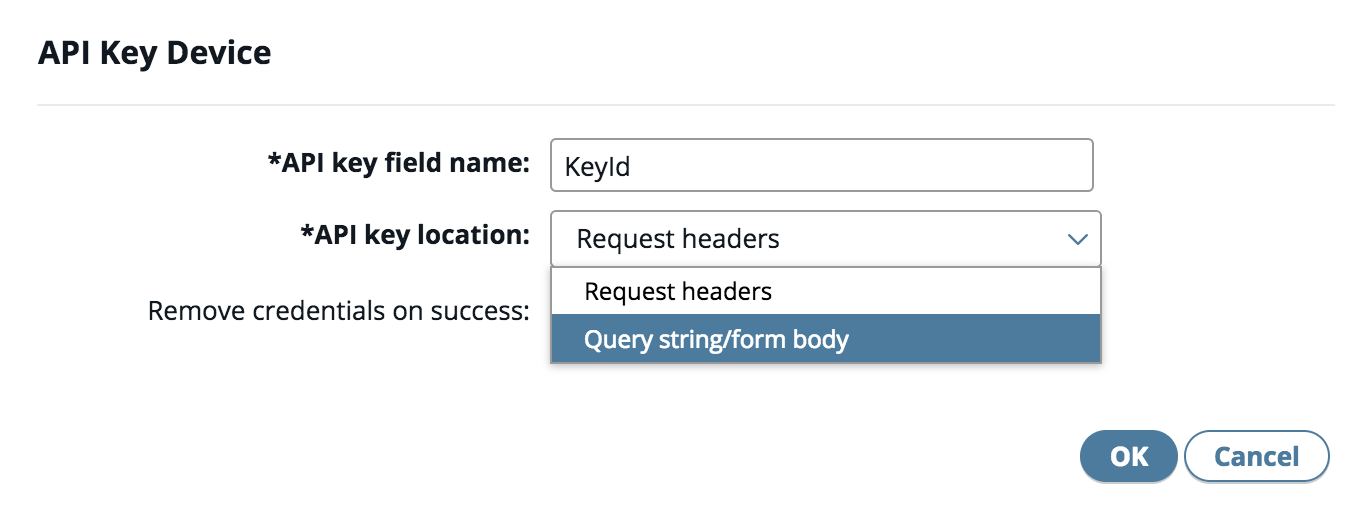 API Key Device
*API key field name: KeyId
*API key location: Request headers
Request headers
Remove credentials on success:
Query string/form body
OK Cancel